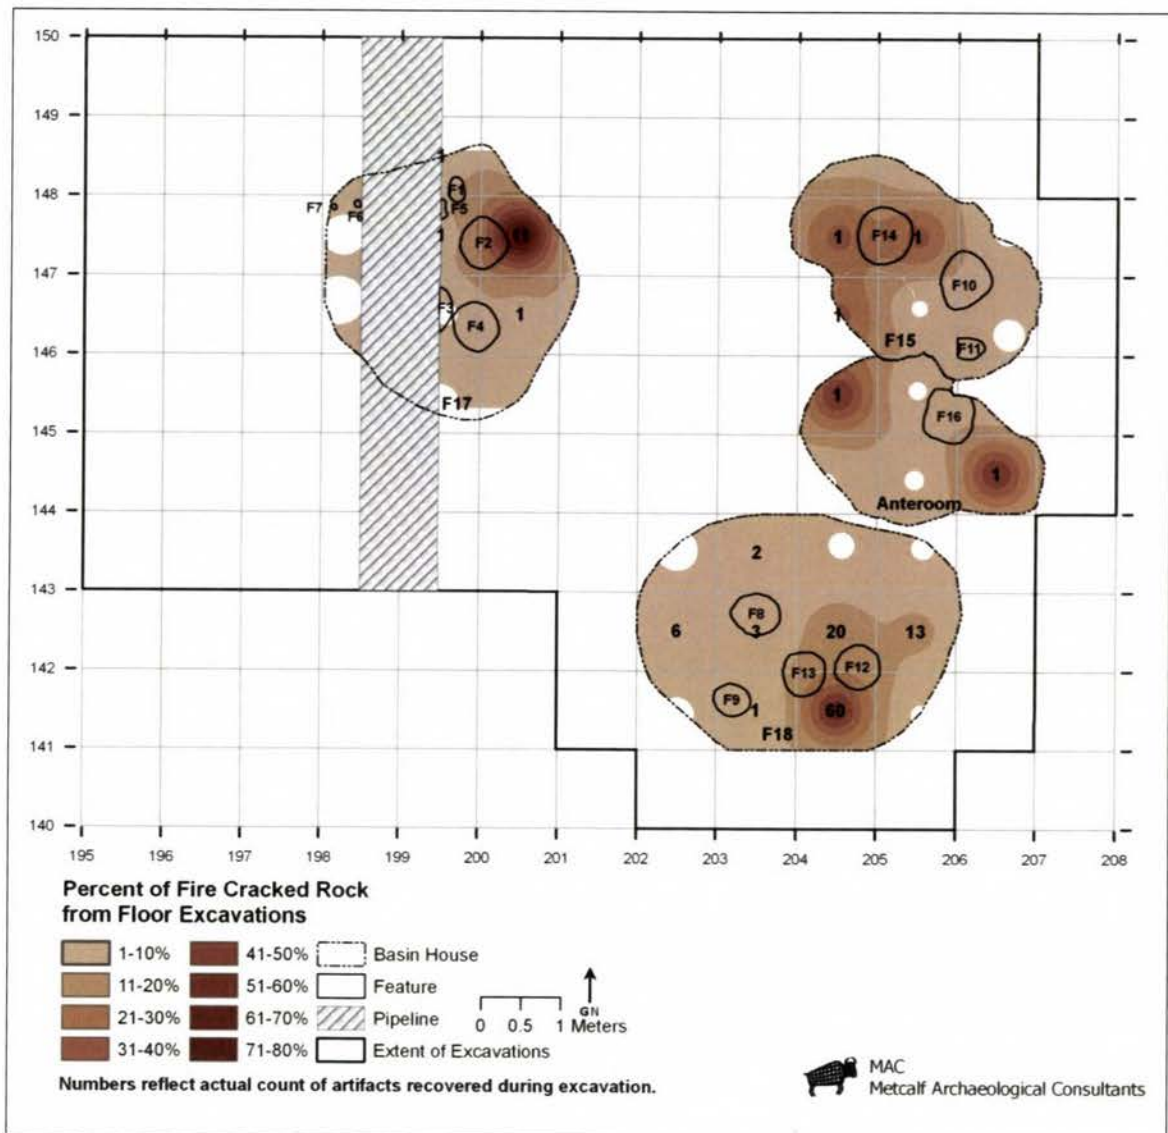 150
149
148
147
146
145
144
143
142
141
140
195 196 197 198 199 200 201 202 203 204 205 206 207 208
1
F1
F7
F6
F5
1
F2
F3
F4
1
F17
1
F14
1
F10
1
F15
F11
1
F16
1
Anteroom
2
F8
6
3
20
13
F13
F12
F9
1
60
F18
Percent of Fire Cracked Rock
from Floor Excavations
1-10% 41-50% Basin House
11-20% 51-60% Feature
21-30% 61-70% Pipeline
31-40% 71-80% Extent of Excavations
GN
0 0.5 1 Meters
Numbers reflect actual count of artifacts recovered during excavation.
MAC
Metcalf Archaeological Consultants